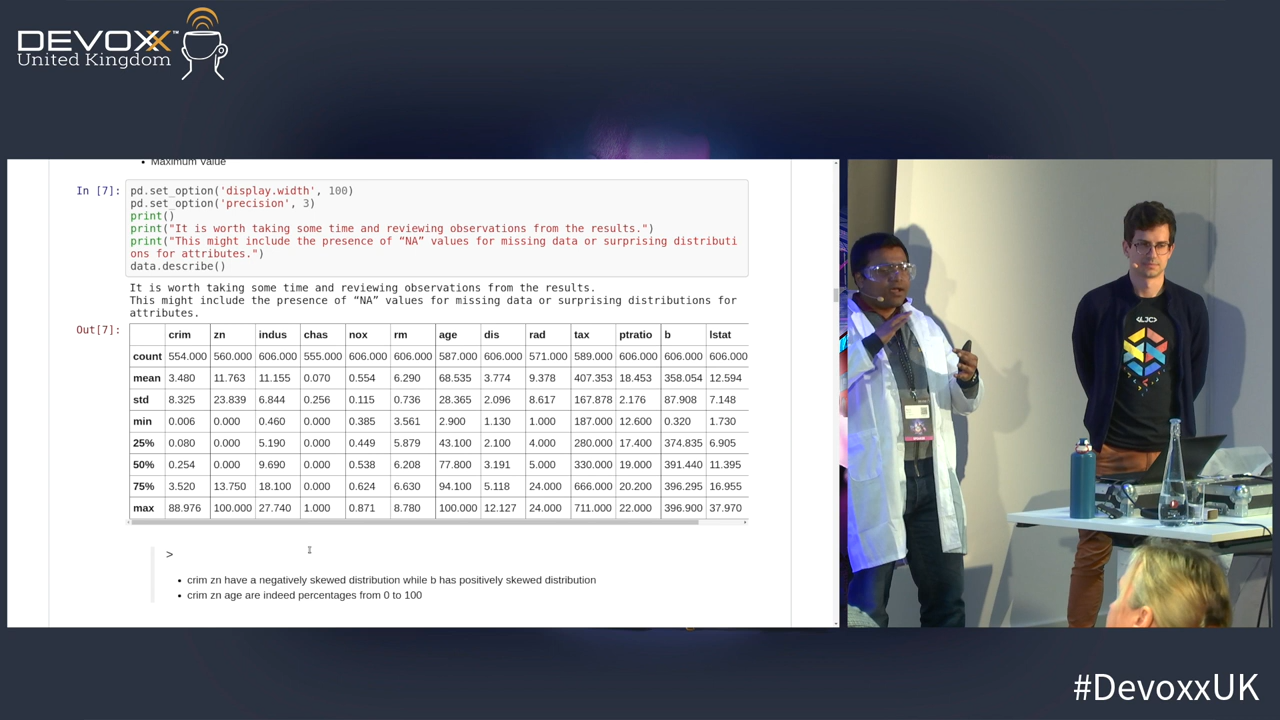 DEVOXX™
United Kingdom
Maximum Value
In [7]:
pd.set_option('display.width', 100)
pd.set_option('precision', 3)
print()
print("It is worth taking some time and reviewing observations from the results.")
print("This might include the presence of “NA” values for missing data or surprising distributi
ons for attributes.")
data.describe()
It is worth taking some time and reviewing observations from the results.
This might include the presence of “NA” values for missing data or surprising distributions for
attributes.
Out[7]:
crim zn indus chas nox rm age dis rad tax ptratio b lstat
count 554.000 560.000 606.000 555.000 606.000 606.000 587.000 606.000 571.000 589.000 606.000 606.000 606.000
mean 3.480 11.763 11.155 0.070 0.554 6.290 68.535 3.774 9.378 407.353 18.453 358.054 12.594
std 8.325 23.839 6.844 0.256 0.115 0.736 28.365 2.096 8.617 167.878 2.176 87.908 7.148
min 0.006 0.000 0.460 0.000 0.385 3.561 2.900 1.130 1.000 187.000 12.600 0.320 1.730
25% 0.080 0.000 5.190 0.000 0.449 5.879 43.100 2.100 4.000 280.000 17.400 374.835 6.905
50% 0.254 0.000 9.690 0.000 0.538 6.208 77.800 3.191 5.000 330.000 19.000 391.440 11.395
75% 3.520 13.750 18.100 0.000 0.624 6.630 94.100 5.118 24.000 666.000 20.200 396.295 16.955
max 88.976 100.000 27.740 1.000 0.871 8.780 100.000 12.127 24.000 711.000 22.000 396.900 37.970
>
crim zn have a negatively skewed distribution while b has positively skewed distribution
crim zn age are indeed percentages from 0 to 100
<LJC>
#DevoxxUK